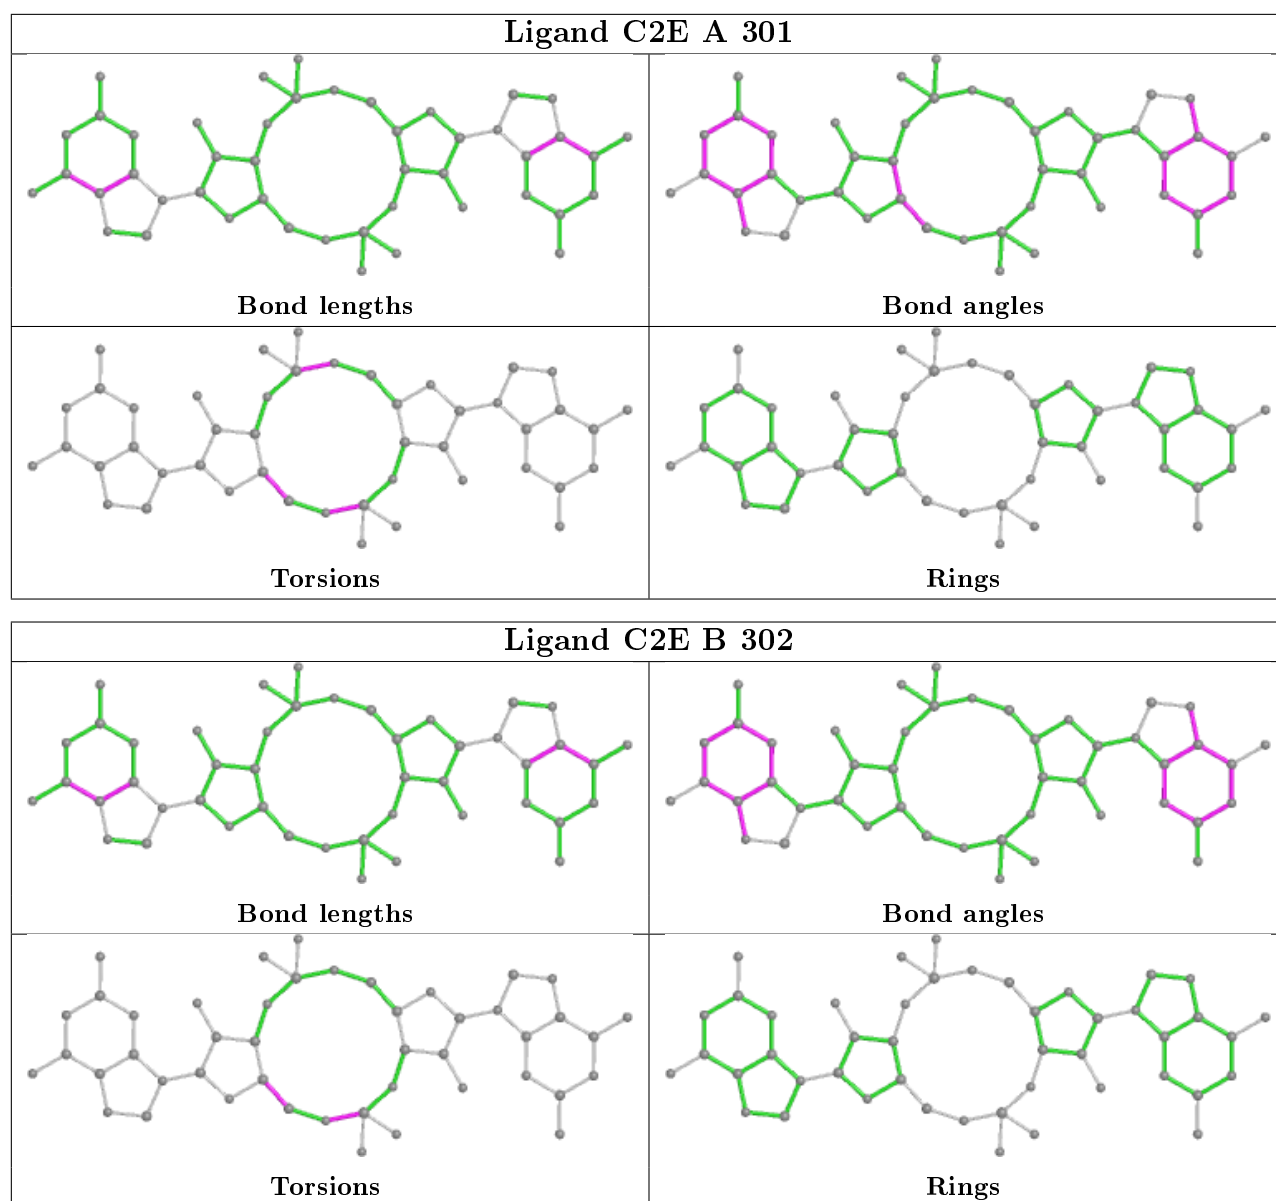 Ligand C2E A 301
Bond lengths
Bond angles
Torsions
Rings
Ligand C2E B 302
Bond lengths
Bond angles
Torsions
Rings